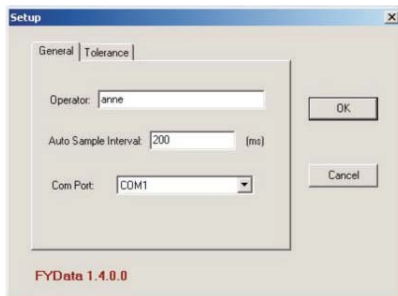 Setup
General Tolerance
Operator: anne
Auto Sample Interval: 200 (ms)
Com Port: COM1
OK
Cancel
FYData 1.4.0.0